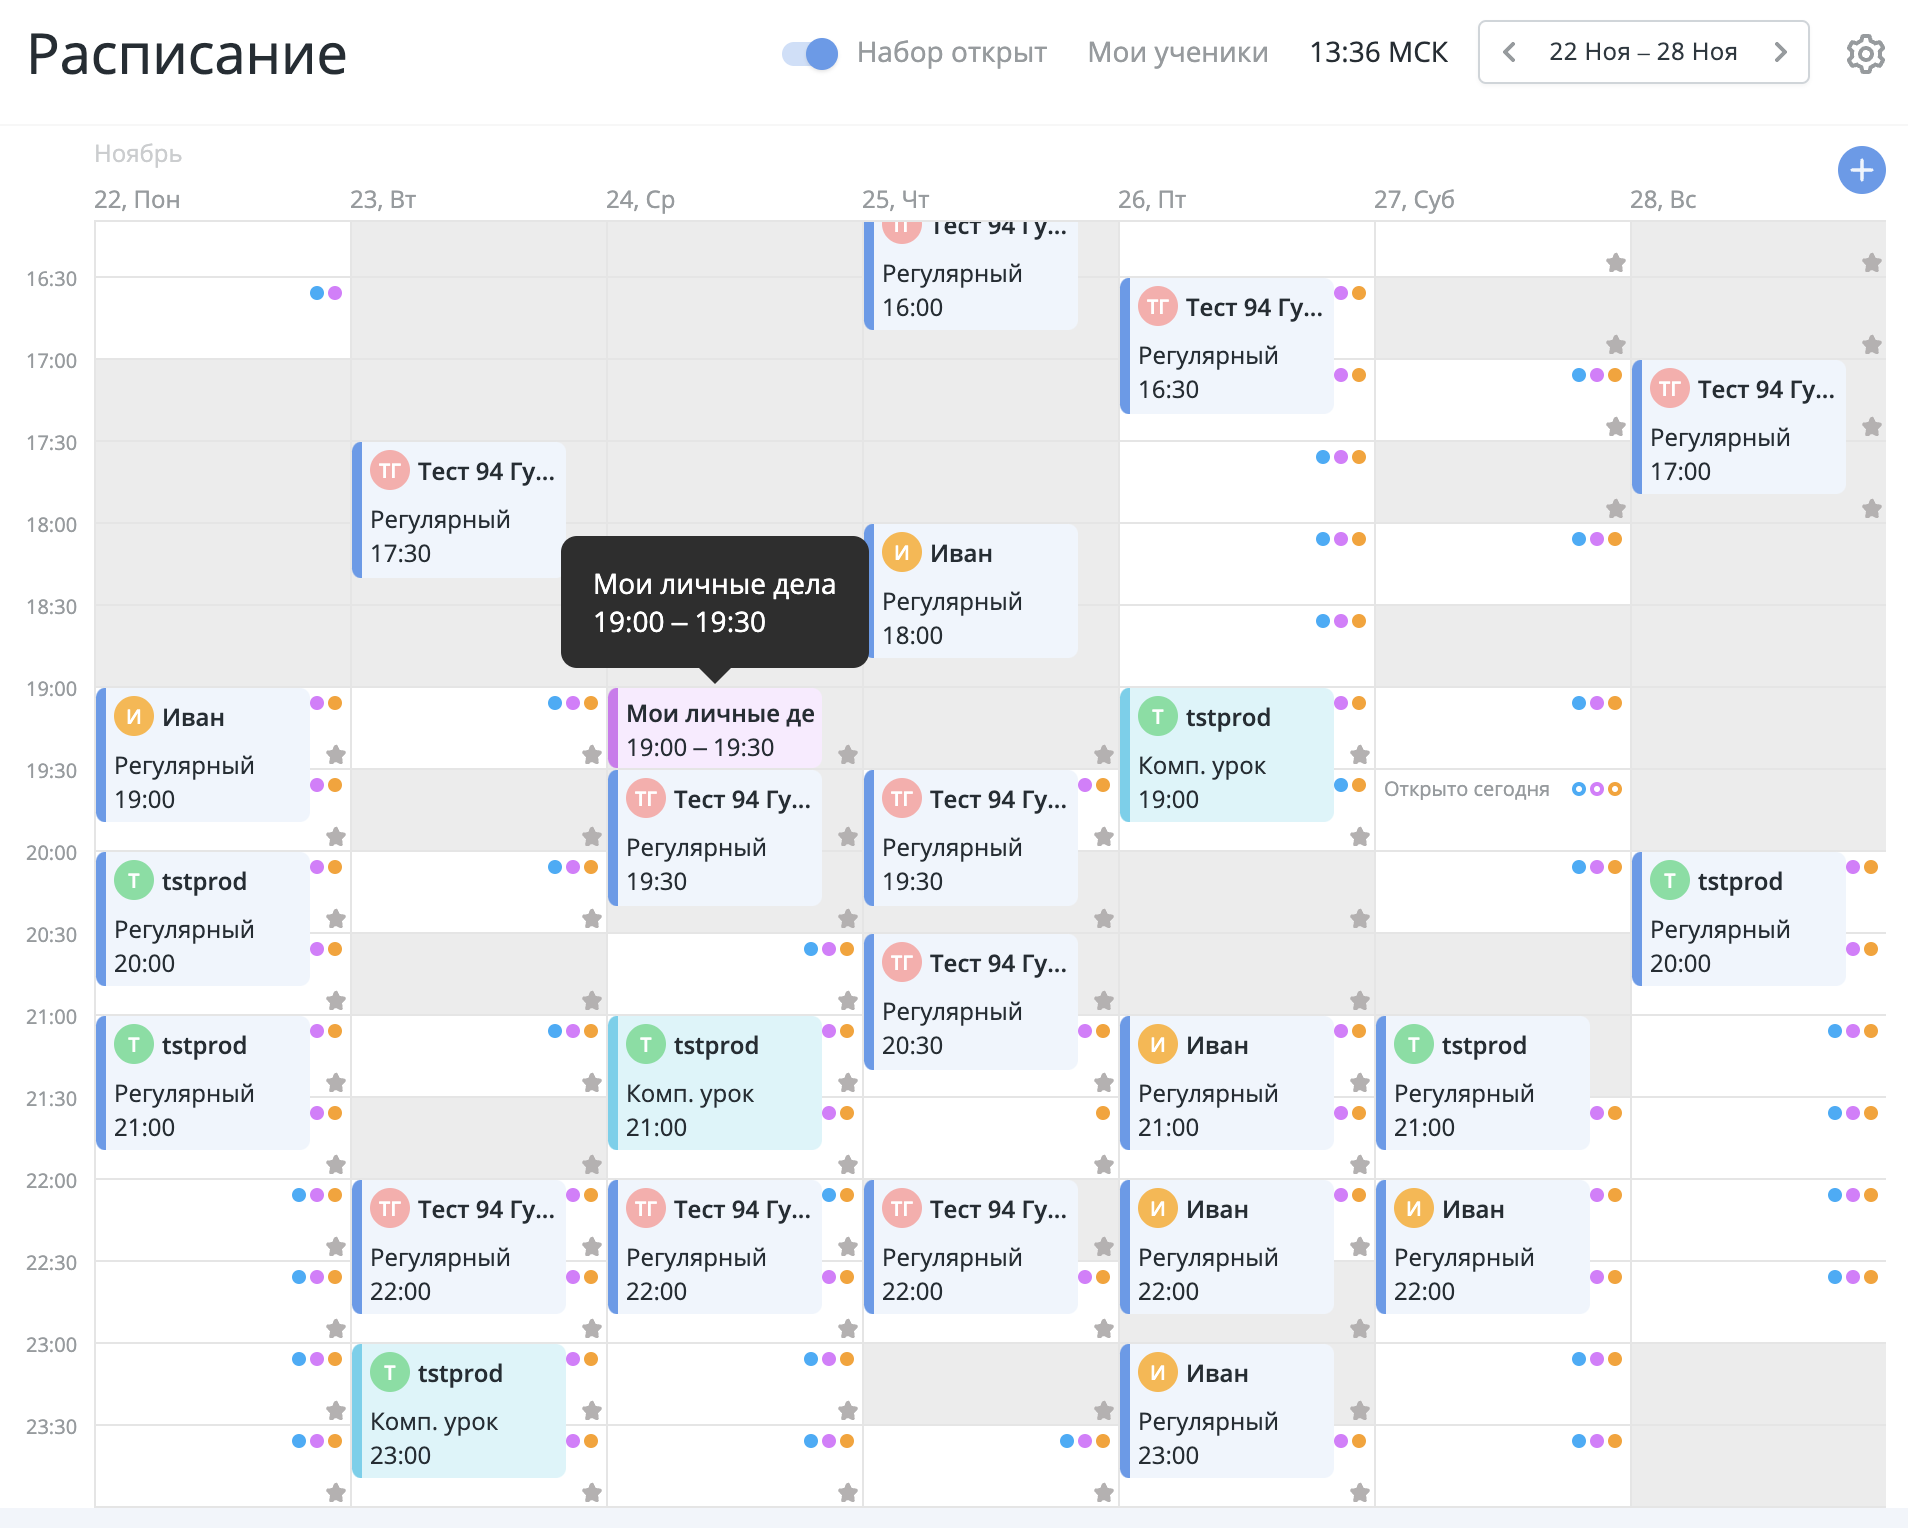 Расписание
Набор открыт
Мои ученики
13:36 МСК
22 Ноя – 28 Ноя
Ноябрь
22, Пон
23, Вт
24, Ср
25, Чт
26, Пт
27, Суб
28, Вс
16:30
17:00
17:30
18:00
18:30
19:00
19:30
20:00
20:30
21:00
21:30
22:00
22:30
23:00
23:30
И Иван
Регулярный
19:00
Т tstprod
Регулярный
20:00
Т tstprod
Регулярный
21:00
ТГ Тест 94 Гу...
Регулярный
17:30
ТГ Тест 94 Гу...
Регулярный
22:00
Т tstprod
Комп. урок
23:00
Мои личные дела
19:00 – 19:30
Мои личные де
19:00 – 19:30
ТГ Тест 94 Гу...
Регулярный
19:30
Т tstprod
Комп. урок
21:00
ТГ Тест 94 Гу...
Регулярный
22:00
ТГ Тест 94 Гу...
Регулярный
16:00
И Иван
Регулярный
18:00
ТГ Тест 94 Гу...
Регулярный
19:30
ТГ Тест 94 Гу...
Регулярный
20:30
ТГ Тест 94 Гу...
Регулярный
22:00
ТГ Тест 94 Гу...
Регулярный
16:30
Т tstprod
Комп. урок
19:00
И Иван
Регулярный
21:00
И Иван
Регулярный
22:00
И Иван
Регулярный
23:00
Открыто сегодня
Т tstprod
Регулярный
21:00
И Иван
Регулярный
22:00
ТГ Тест 94 Гу...
Регулярный
17:00
Т tstprod
Регулярный
20:00